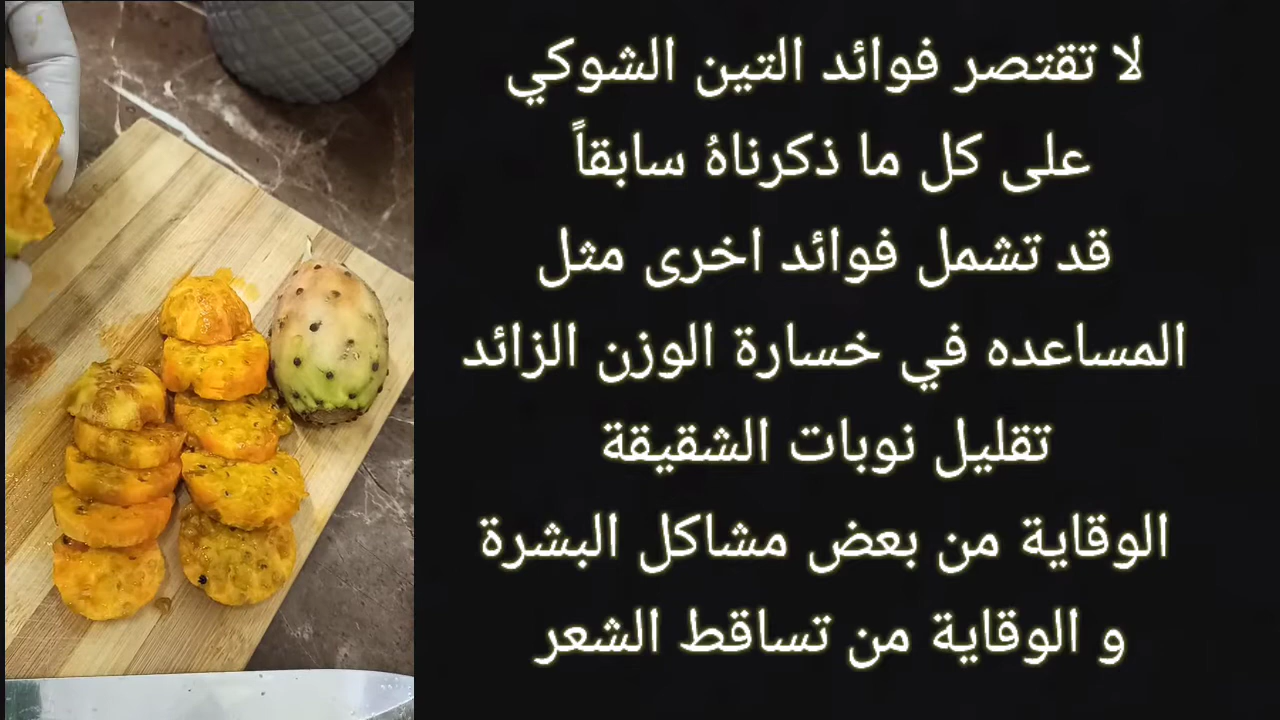 لا تقتصر فوائد التين الشوكي
على كل ما ذكرناهُ سابقاً
قد تشمل فوائد اخرى مثل
المساعده في خسارة الوزن الزائد
تقليل نوبات الشقيقة
الوقاية من بعض مشاكل البشرة
و الوقاية من تساقط الشعر